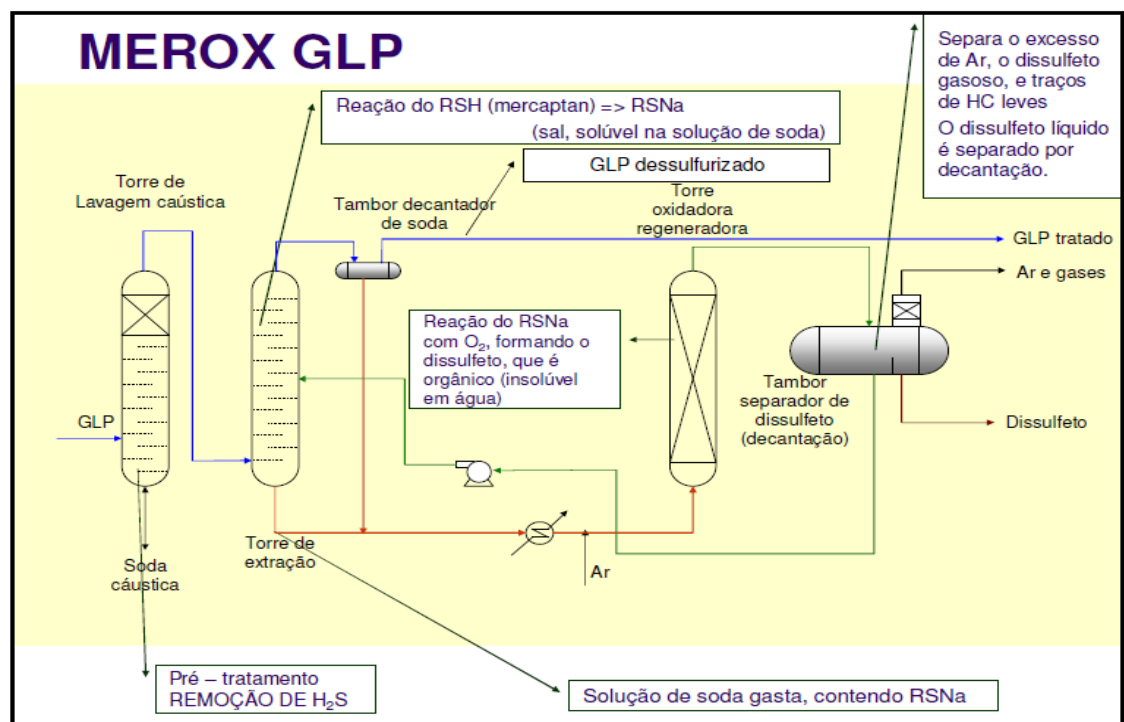 MEROX GLP
Separa o excesso
de Ar, o dissulfeto
gasoso, e traços
de HC leves
O dissulfeto líquido
é separado por
decantação.
Reação do RSH (mercaptan) => RSNa
(sal, solúvel na solução de soda)
GLP dessulfurizado
Torre de
Lavagem caústica
Tambor decantador
de soda
Torre
oxidadora
regeneradora
GLP tratado
Ar e gases
Reação do RSNa
com O2, formando o
dissulfeto, que é
orgânico (insolúvel
em água)
Tambor
separador de
dissulfeto
(decantação)
GLP
Dissulfeto
Soda
cáustica
Torre de
extração
Ar
Pré – tratamento
REMOÇÃO DE H2S
Solução de soda gasta, contendo RSNa